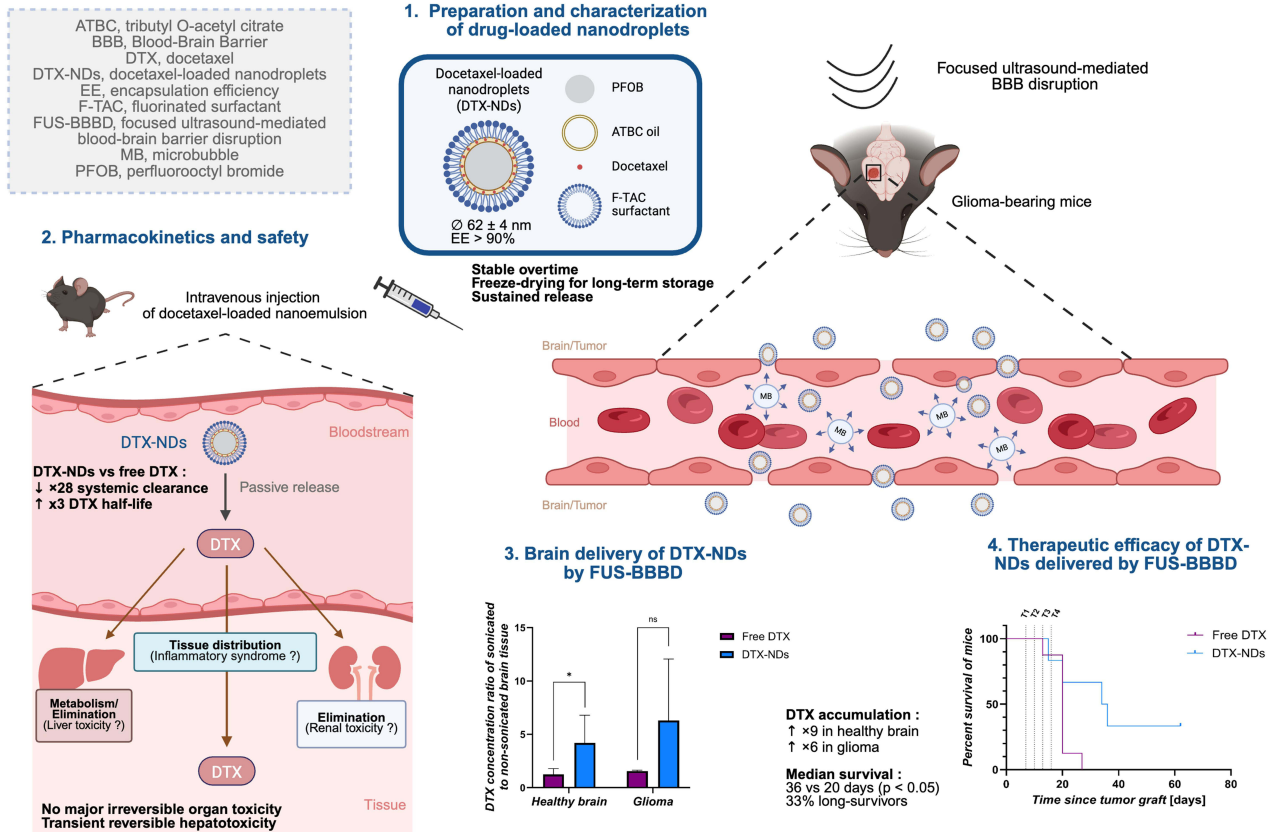 ATBC, tributyl O-acetyl citrate
BBB, Blood-Brain Barrier
DTX, docetaxel
DTX-NDs, docetaxel-loaded nanodroplets
EE, encapsulation efficiency
F-TAC, fluorinated surfactant
FUS-BBBD, focused ultrasound-mediated
blood-brain barrier disruption
MB, microbubble
PFOB, perfluorooctyl bromide
1. Preparation and characterization
of drug-loaded nanodroplets
Docetaxel-loaded
nanodroplets
(DTX-NDs)
∅ 62 ± 4 nm
EE > 90%
PFOB
ATBC oil
Docetaxel
F-TAC
surfactant
Stable overtime
Freeze-drying for long-term storage
Sustained release
Focused ultrasound-mediated
BBB disruption
Glioma-bearing mice
2. Pharmacokinetics and safety
Intravenous injection
of docetaxel-loaded nanoemulsion
Bloodstream
DTX-NDs
DTX-NDs vs free DTX :
↓ ×28 systemic clearance
↑ x3 DTX half-life
Passive release
DTX
Tissue distribution
(Inflammatory syndrome ?)
Metabolism/
Elimination
(Liver toxicity ?)
Elimination
(Renal toxicity ?)
DTX
Tissue
No major irreversible organ toxicity
Transient reversible hepatotoxicity
Brain/Tumor
Blood
MB
MB
MB
MB
Brain/Tumor
3. Brain delivery of DTX-NDs
by FUS-BBBD
DTX concentration ratio of sonicated
to non-sonicated brain tissue
15
10
5
0
*
ns
Healthy brain
Glioma
Free DTX
DTX-NDs
DTX accumulation :
↑ ×9 in healthy brain
↑ ×6 in glioma
Median survival :
36 vs 20 days (p < 0.05)
33% long-survivors
4. Therapeutic efficacy of DTX-
NDs delivered by FUS-BBBD
Percent survival of mice
100
50
0
T1
T2
T3
T4
Free DTX
DTX-NDs
0
20
40
60
80
Time since tumor graft [days]